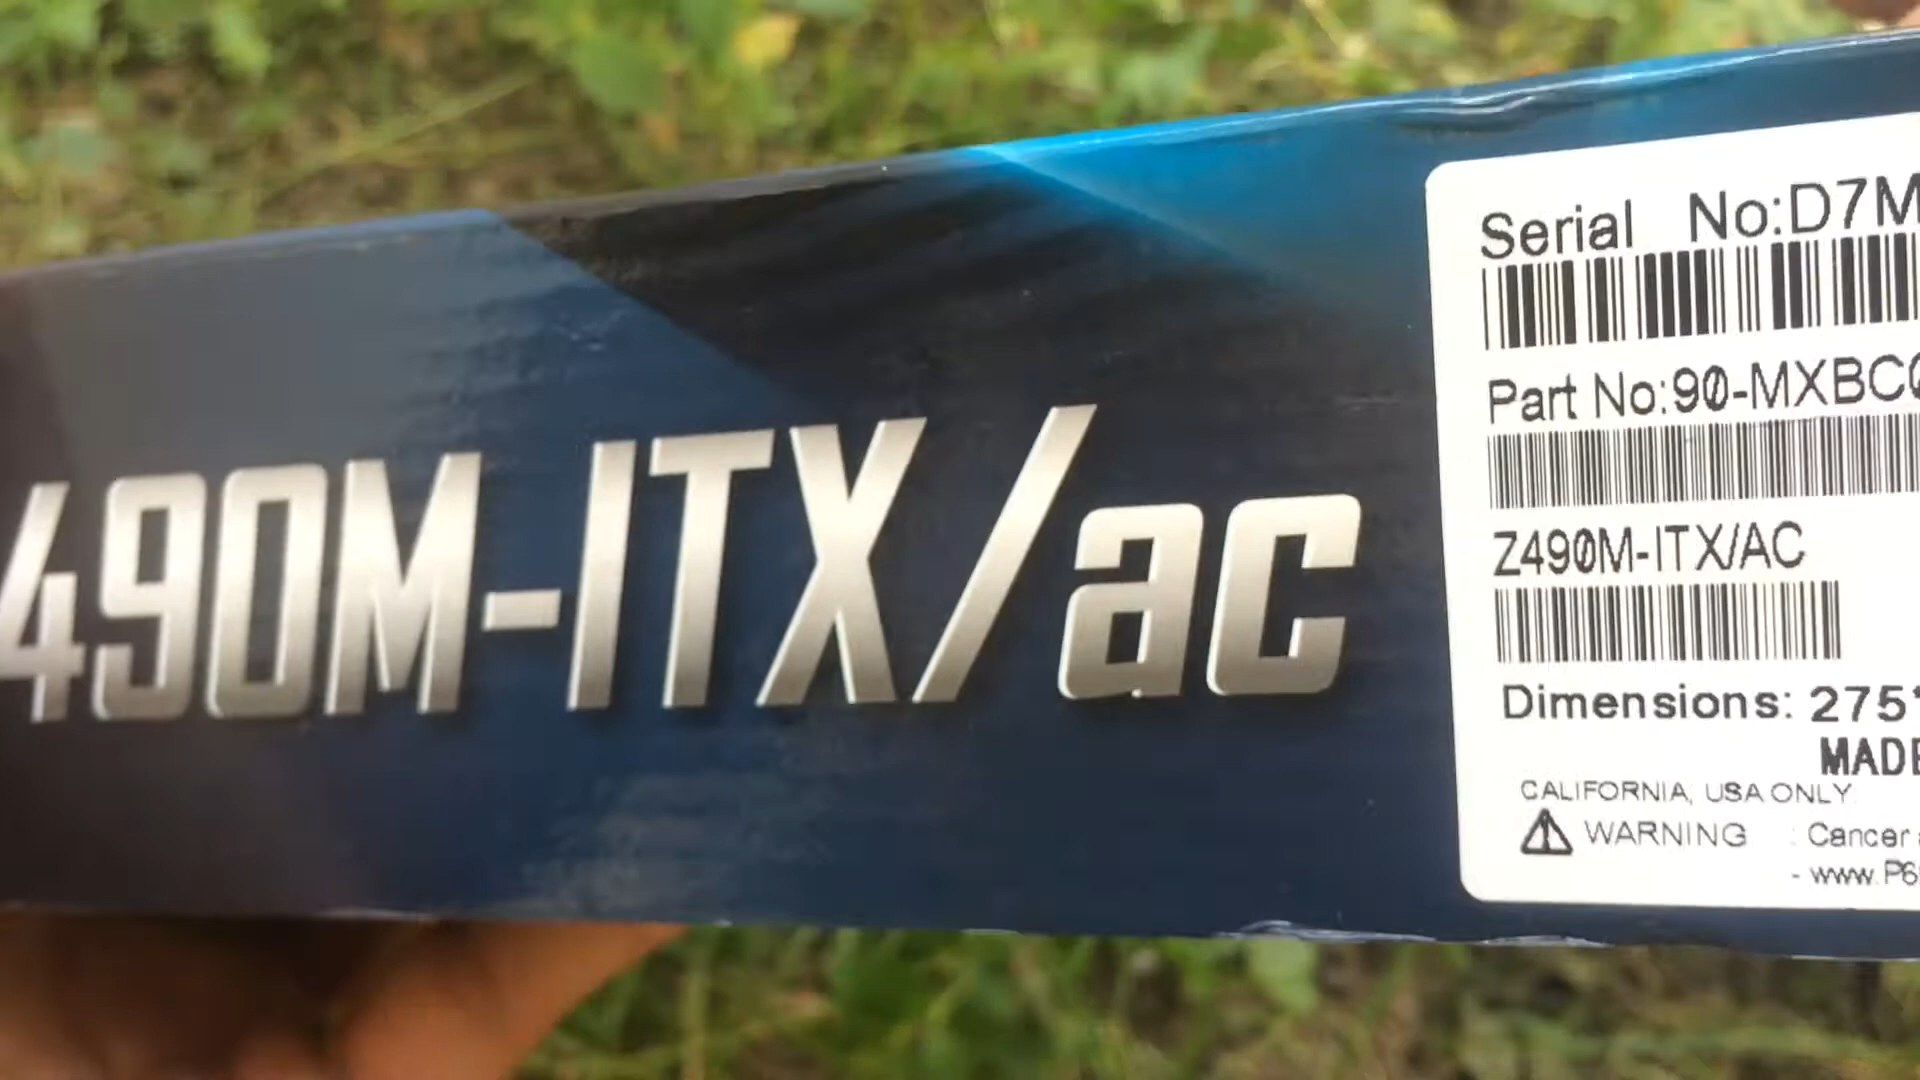 490M-ITX/ac
Serial No:D7M
Part No:90-MXBC
Z490M-ITX/AC
Dimensions: 275*
MADE
CALIFORNIA, USA ONLY
WARNING : Cancer
- www.P6